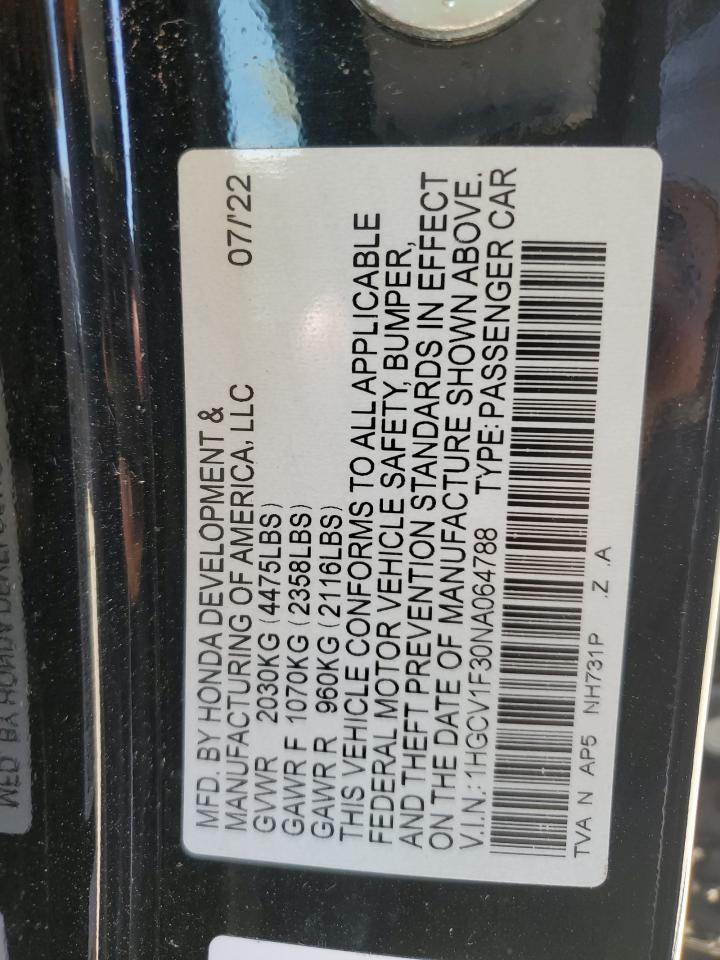 MFD. BY HONDA DEVELOPMENT &
MANUFACTURING OF AMERICA, LLC 07/'22
GVWR 2030KG (4475LBS)
GAWR F 1070KG (2358LBS)
GAWR R 960KG (2116LBS)
THIS VEHICLE CONFORMS TO ALL APPLICABLE
FEDERAL MOTOR VEHICLE SAFETY, BUMPER,
AND THEFT PREVENTION STANDARDS IN EFFECT
ON THE DATE OF MANUFACTURE SHOWN ABOVE.
V.I.N.: 1HGCV1F30NA064788 TYPE: PASSENGER CAR
TVA N AP5 NH731P .Z .A